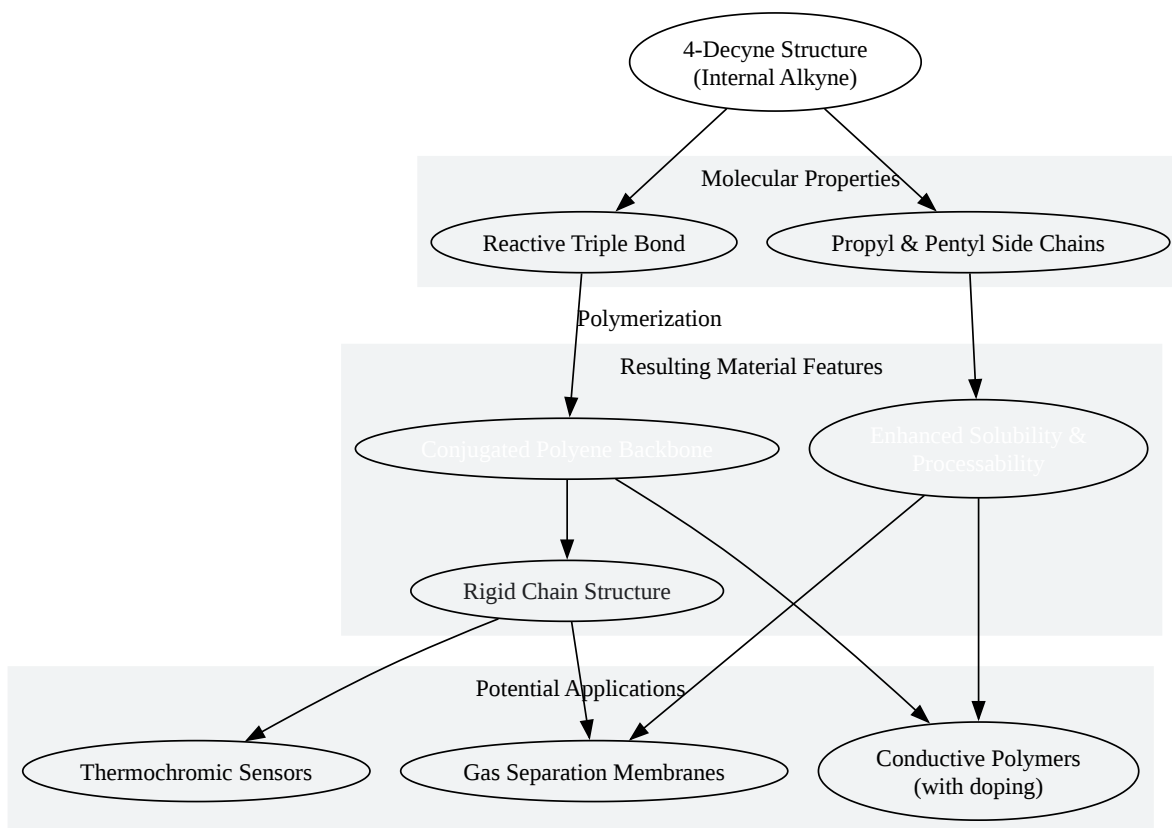 4-Decyne Structure
(Internal Alkyne)
Molecular Properties
Reactive Triple Bond
Propyl & Pentyl Side Chains
Polymerization
Resulting Material Features
Conjugated Polyene Backbone
Enhanced Solubility &
Processability
Rigid Chain Structure
Potential Applications
Thermochromic Sensors
Gas Separation Membranes
Conductive Polymers
(with doping)